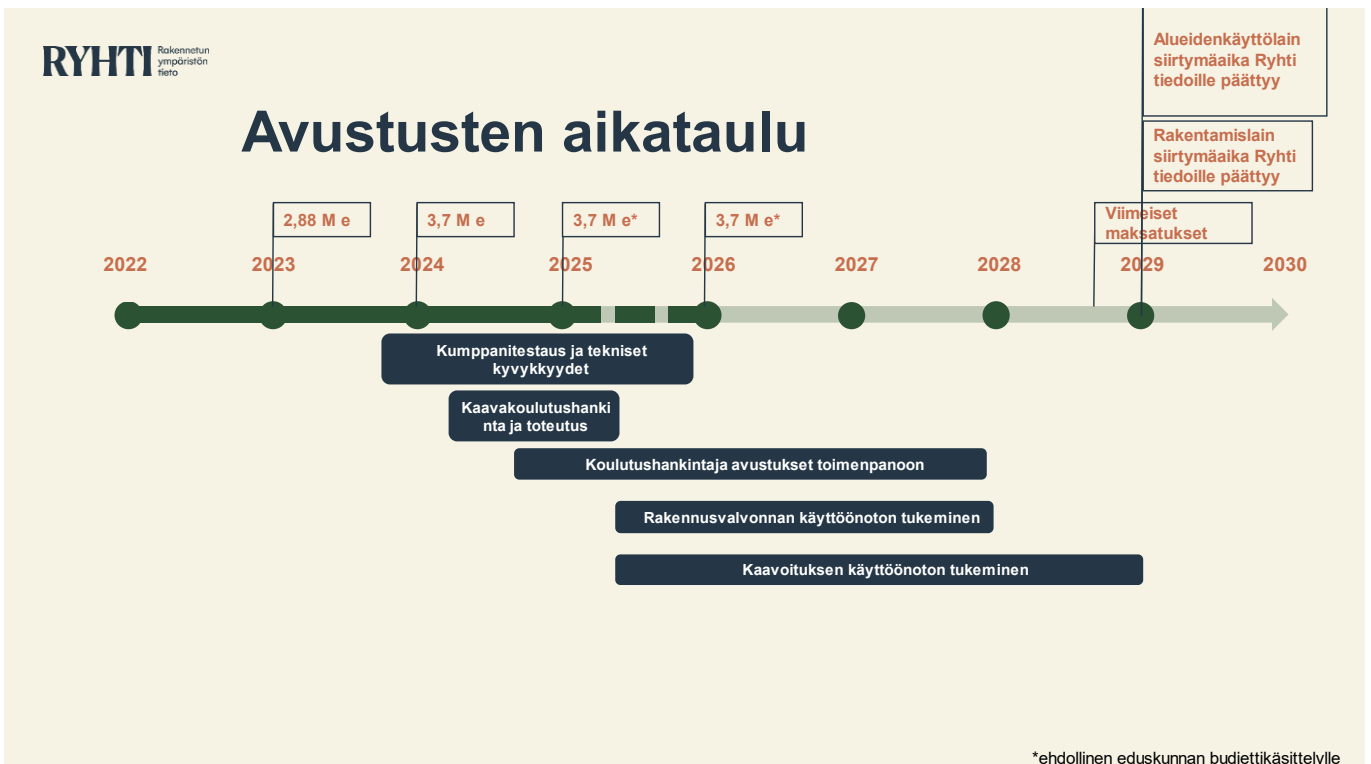 RYHTI
Rakennetun
ympäristön
tieto
Avustusten aikataulu
Alueidenkäyttölain
siirtymäaika Ryhti
tiedoille päättyy
Rakentamislain
siirtymäaika Ryhti
tiedoille päättyy
2,88 M e
3,7 M e
3,7 M e*
3,7 M e*
Viimeiset
maksatukset
2022
2023
2024
2025
2026
2027
2028
2029
2030
Kumppanitestaus ja tekniset
kyvykkyydet
Kaavakoulutushanki
nta ja toteutus
Koulutushankintaja avustukset toimenpanoon
Rakennusvalvonnan käyttöönoton tukeminen
Kaavoituksen käyttöönoton tukeminen
*ehdollinen eduskunnan budjettikäsittelylle